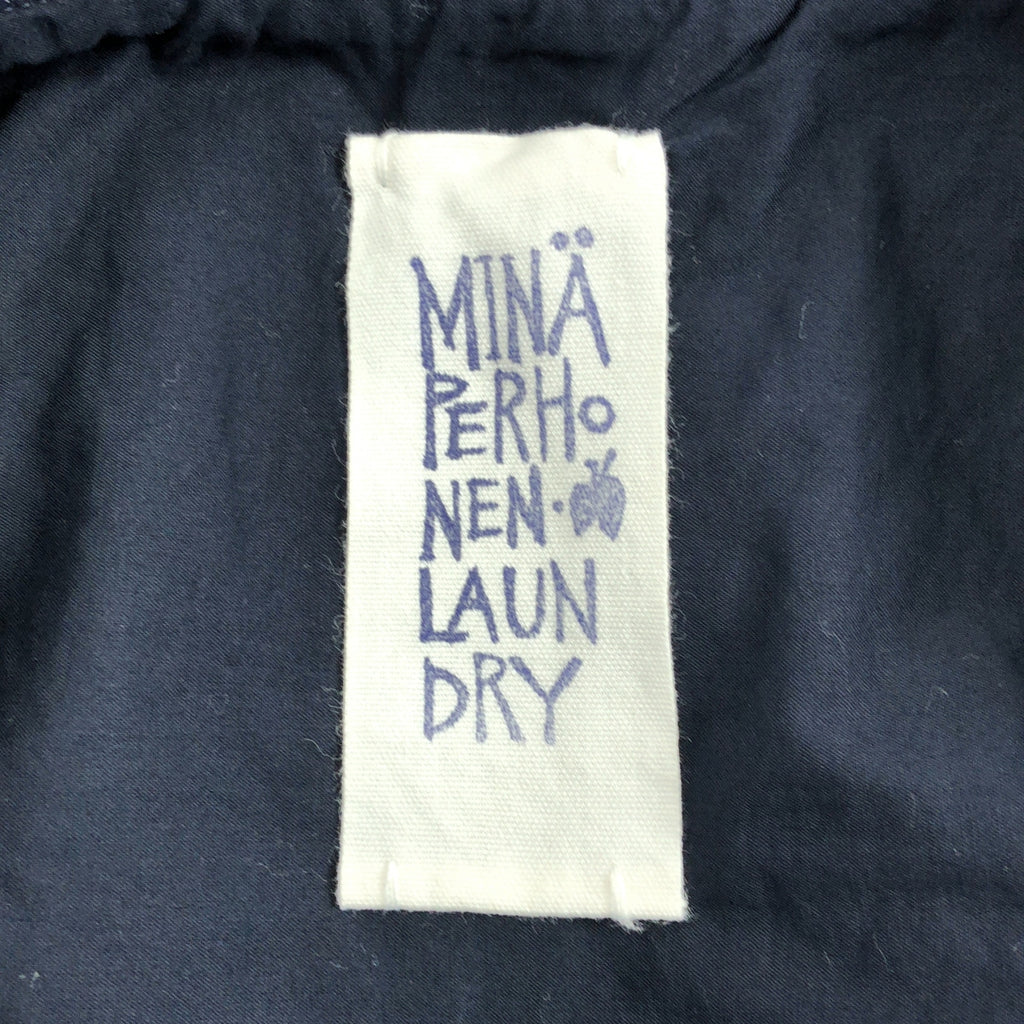 MINÄ
PERHO
NEN·
LAUN
DRY